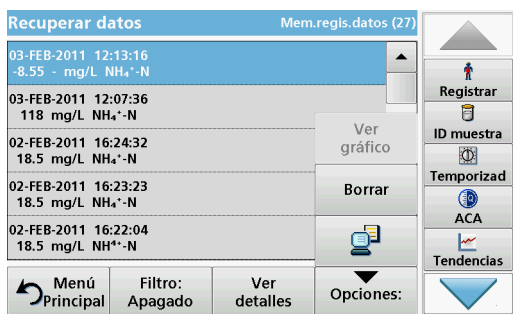 Recuperar datos
Mem.regis.datos (27)
03-FEB-2011 12:13:16
-8.55 - mg/L NH₄⁺-N
03-FEB-2011 12:07:36
118 mg/L NH₄⁺-N
02-FEB-2011 16:24:32
18.5 mg/L NH₄⁺-N
02-FEB-2011 16:23:23
18.5 mg/L NH₄⁺-N
02-FEB-2011 16:22:04
18.5 mg/L NH⁴⁺-N
Ver
gráfico
Borrar
Menú
Principal
Filtro:
Apagado
Ver
detalles
Opciones:
Registrar
ID muestra
Temporizad
ACA
Tendencias